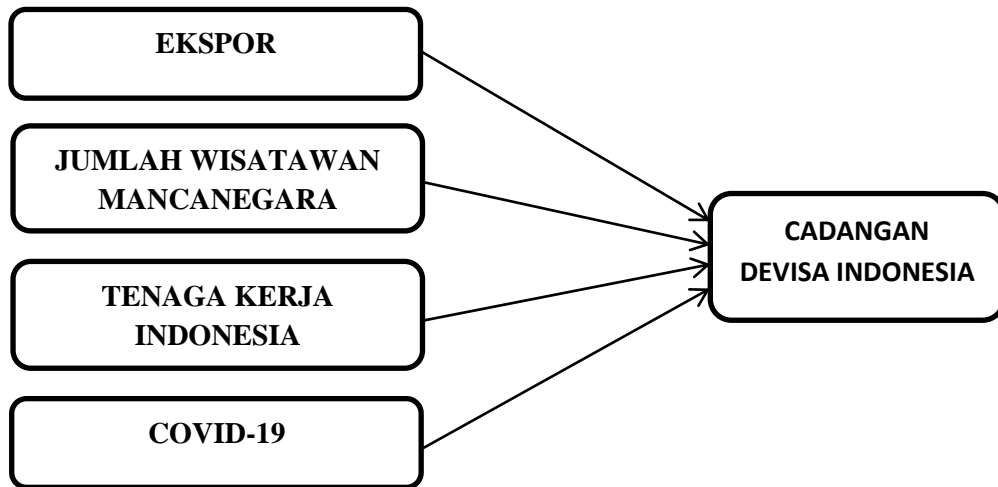 EKSPOR
JUMLAH WISATAWAN
MANCANEGARA
TENAGA KERJA
INDONESIA
COVID-19
CADANGAN
DEVISA INDONESIA